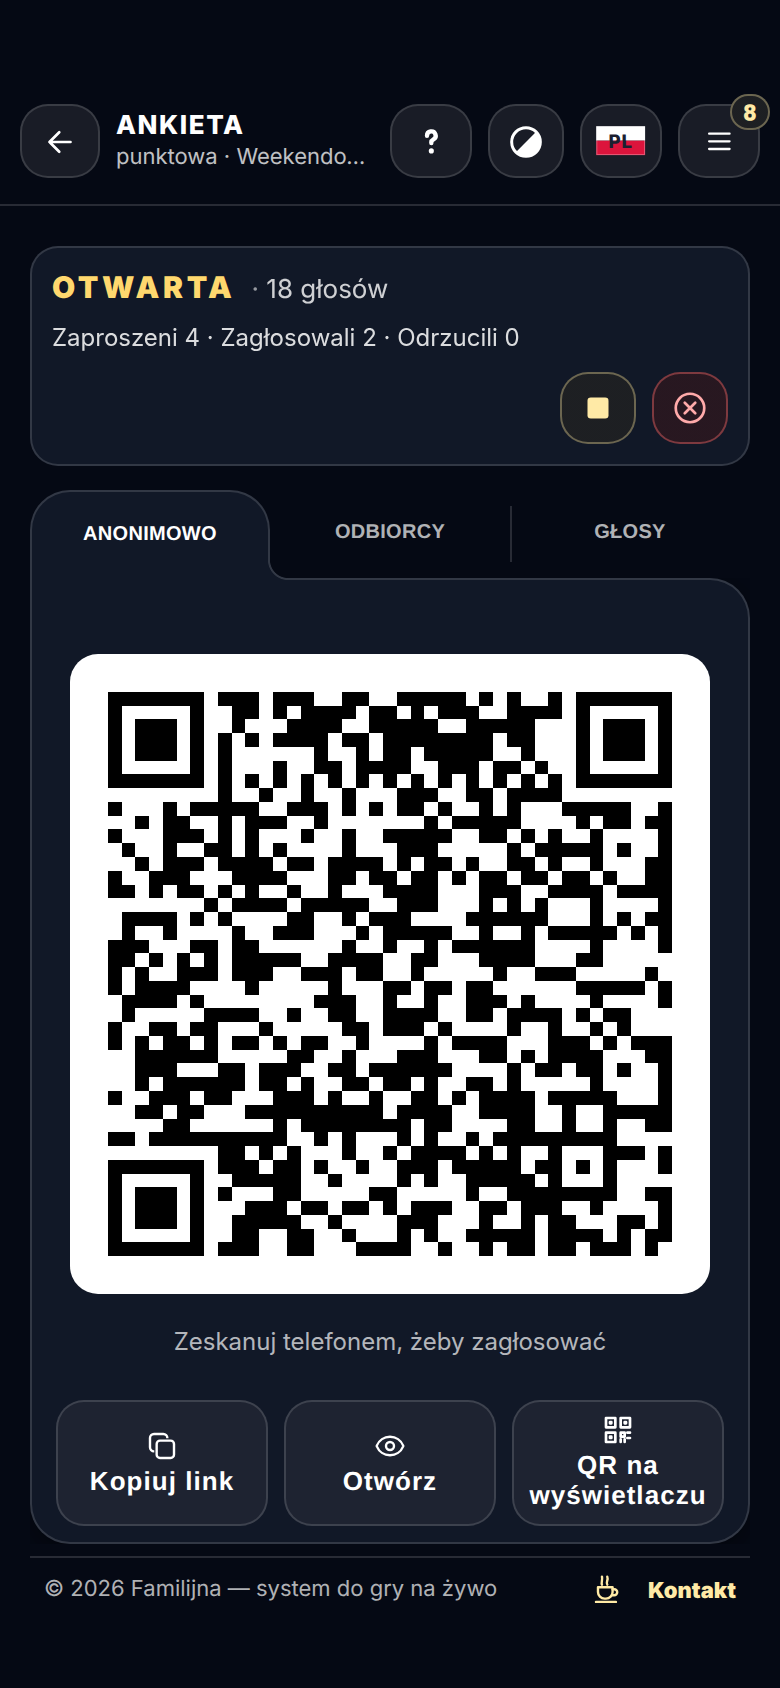 ANKIETA
punktowa · Weekendo...
?
PL
8
OTWARTA · 18 głosów
Zaproszeni 4 · Zagłosowali 2 · Odrzucili 0
ANONIMOWO ODBIORCY GŁOSY
Zeskanuj telefonem, żeby zagłosować
Kopiuj link Otwórz QR na wyświetlaczu
© 2026 Familijna — system do gry na żywo Kontakt